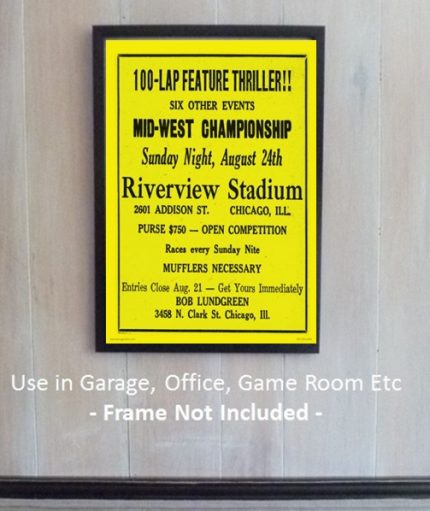 100-LAP FEATURE THRILLER!!
SIX OTHER EVENTS
MID-WEST CHAMPIONSHIP
Sunday Night, August 24th
Riverview Stadium
2601 ADDISON ST. CHICAGO, ILL.
PURSE $750 — OPEN COMPETITION
Races every Sunday Nite
MUFFLERS NECESSARY
Entries Close Aug. 21 — Get Yours Immediately
BOB LUNDGREEN
3458 N. Clark St. Chicago, Ill.
Use in Garage, Office, Game Room Etc
- Frame Not Included -